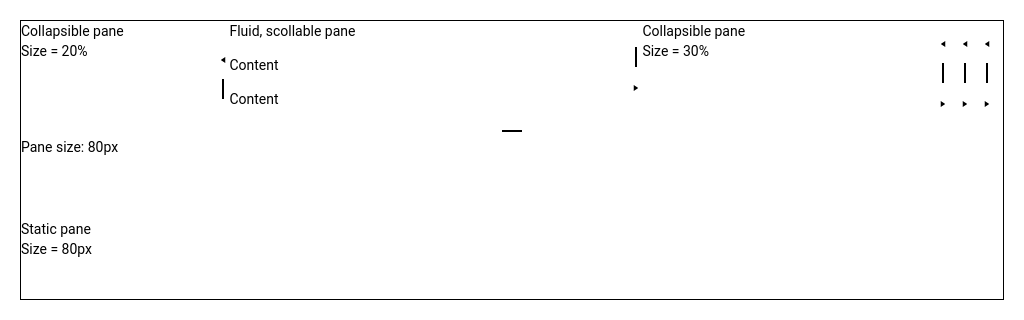 Collapsible pane
Size = 20%
Fluid, scollable pane
Content
Content
Collapsible pane
Size = 30%
Pane size: 80px
Static pane
Size = 80px